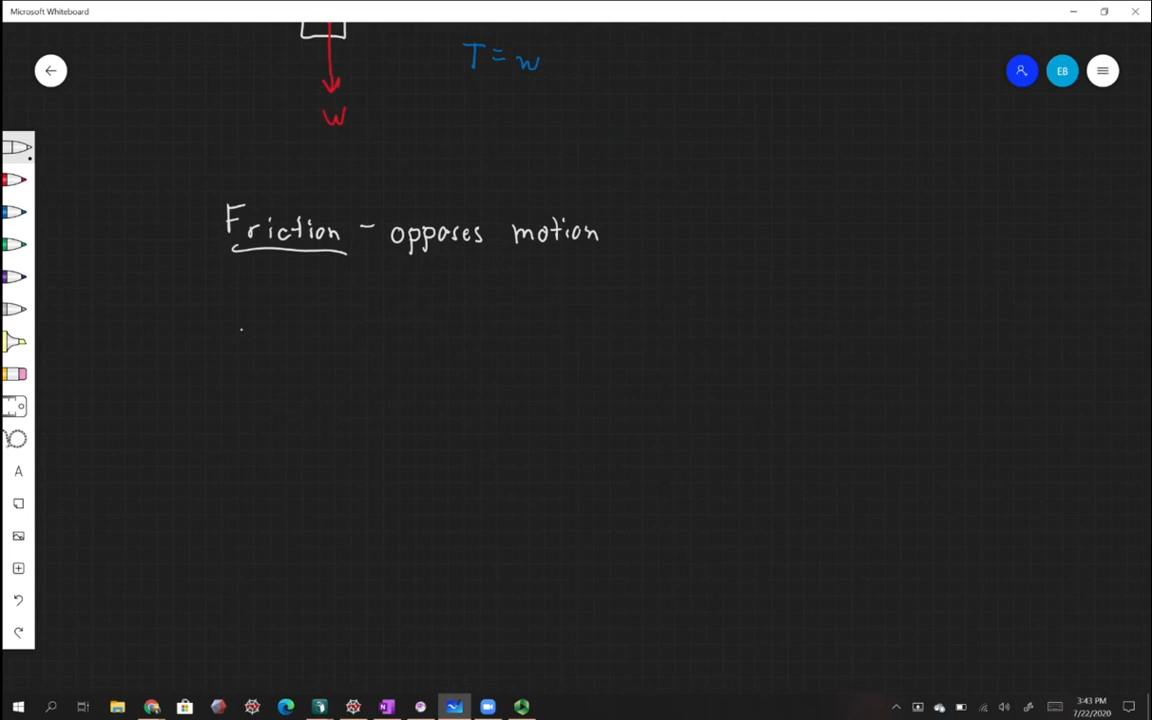 Microsoft Whiteboard
T = w
EB
w
Friction - opposes motion
A
3:43 PM
7/22/2020